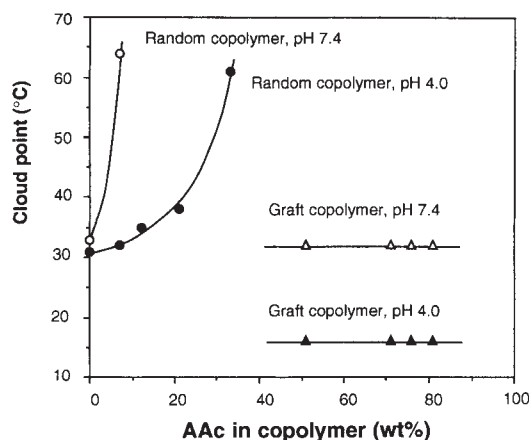 70
60
50
40
30
20
10
Cloud point (°C)
Random copolymer, pH 7.4
Random copolymer, pH 4.0
Graft copolymer, pH 7.4
Graft copolymer, pH 4.0
0 20 40 60 80 100
AAc in copolymer (wt%)